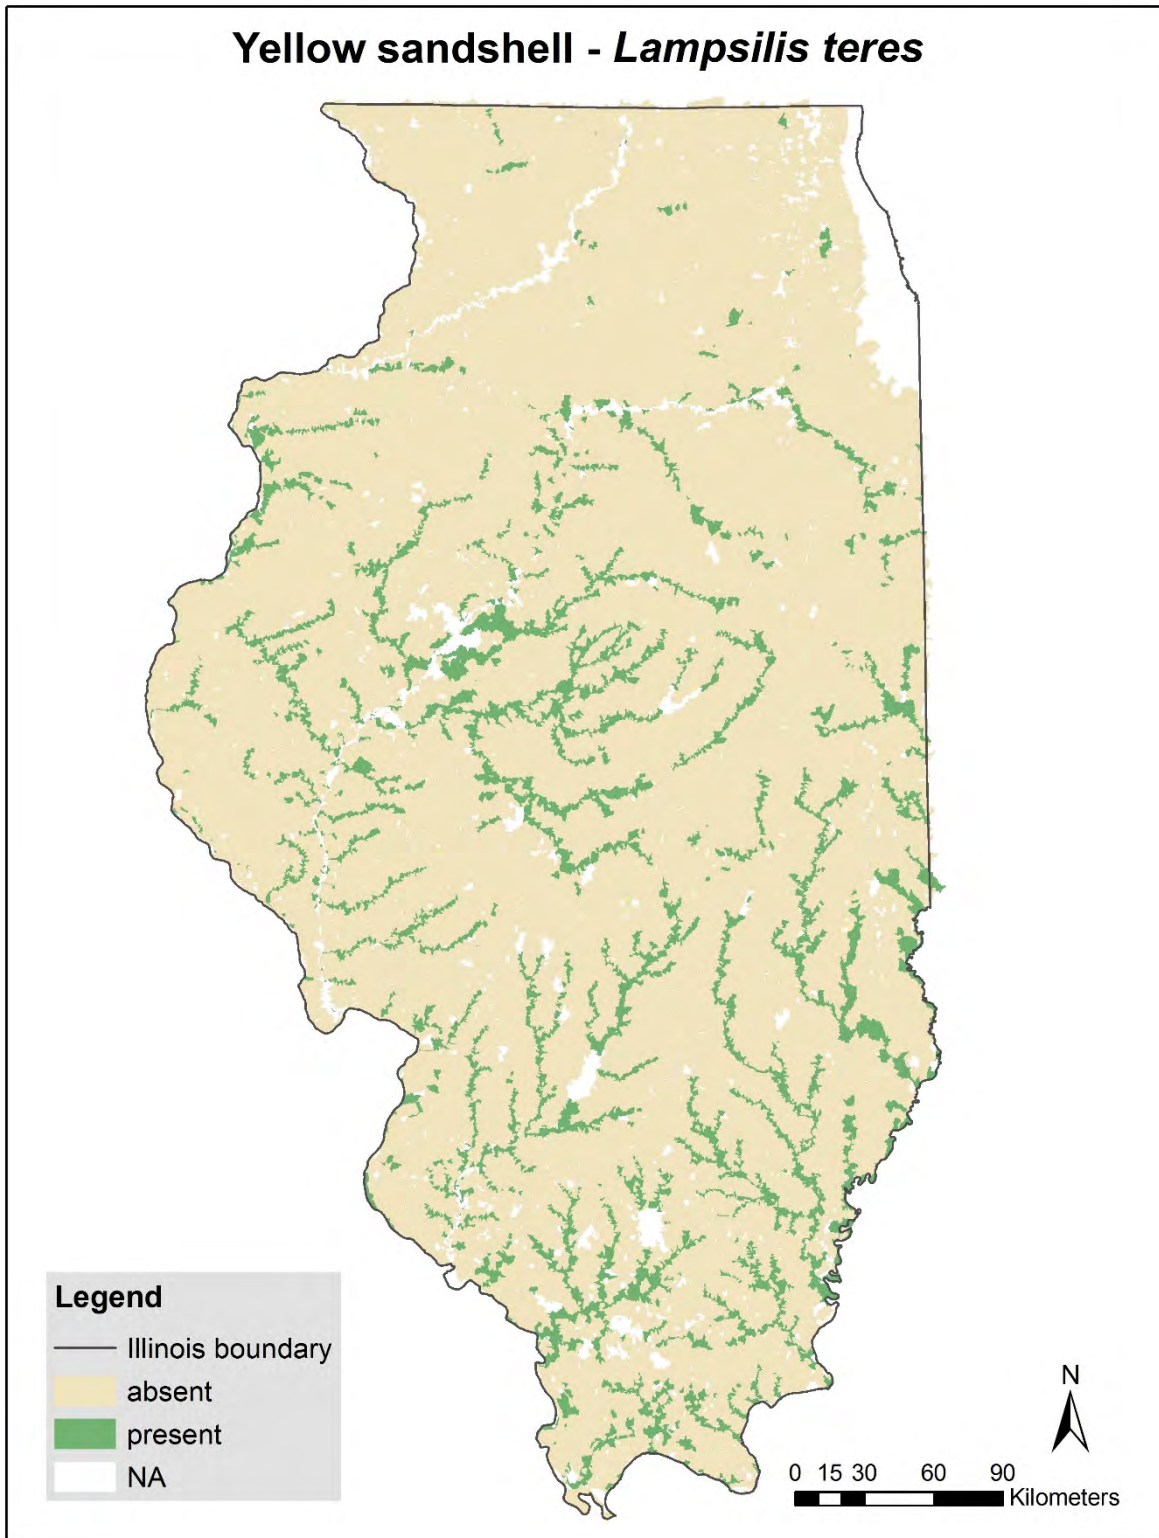 Yellow sandshell - Lampsilis teres
Legend
Illinois boundary
absent
present
NA
N
0 15 30 60 90
Kilometers